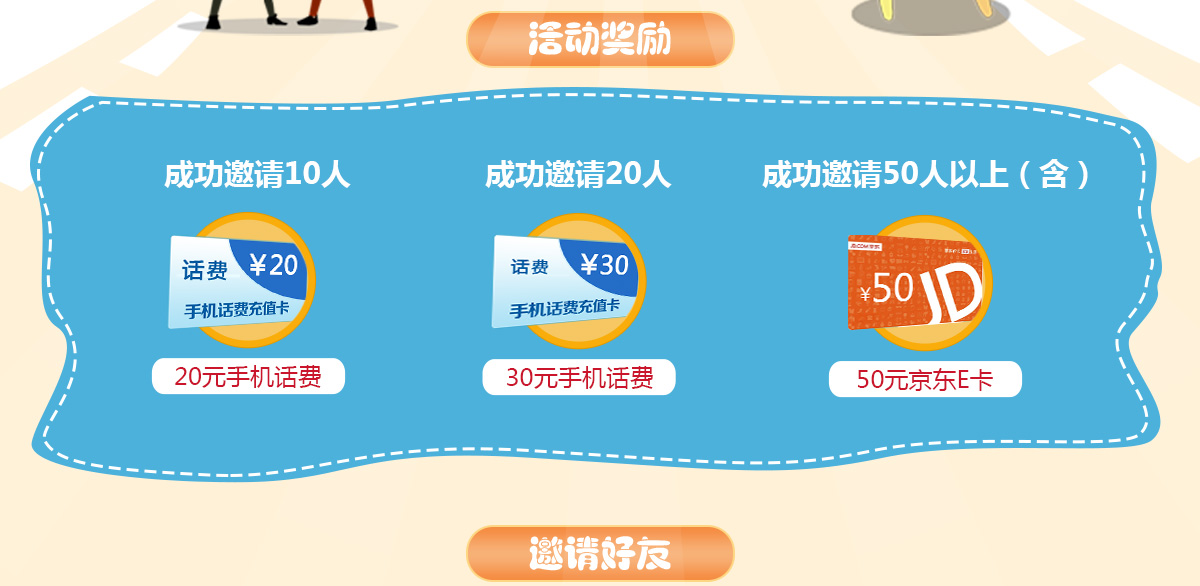 活动奖励
成功邀请10人
成功邀请20人
成功邀请50人以上（含）
话费
¥20
手机话费充值卡
话费
¥30
手机话费充值卡
JD.COM 京东
¥50
JD
20元手机话费
30元手机话费
50元京东E卡
邀请好友